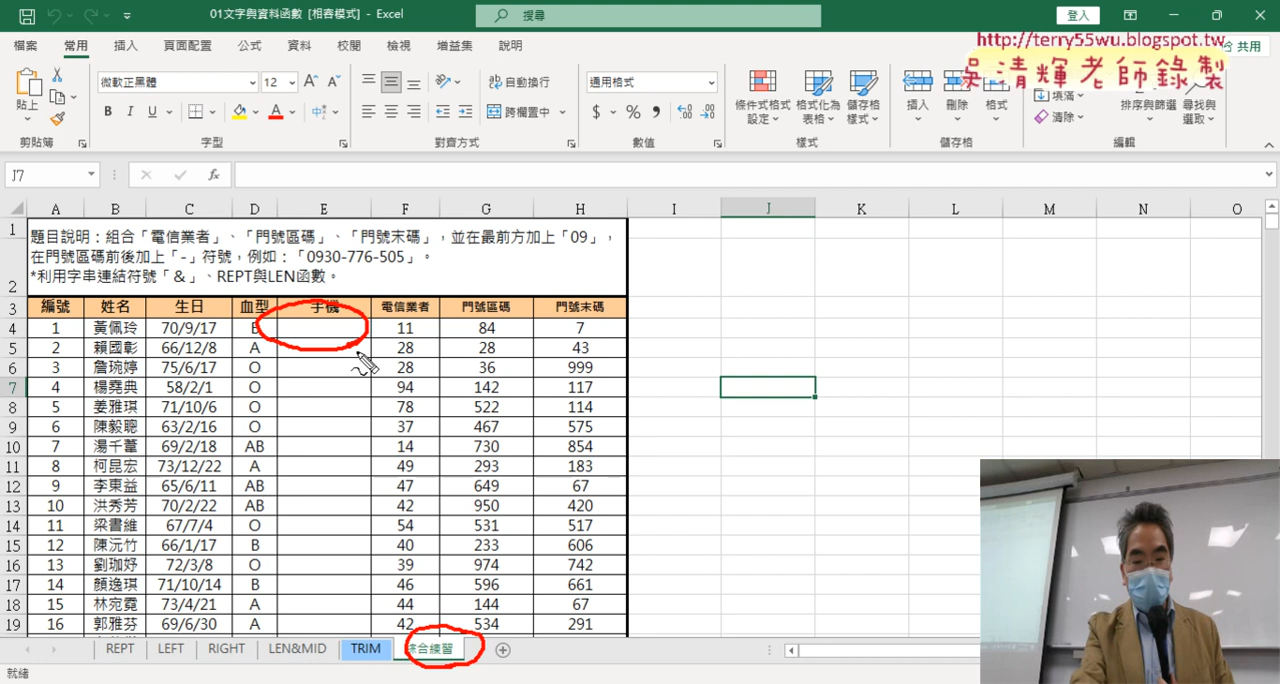 01文字與資料函數 [相容模式] - Excel
搜尋
登入
檔案 常用 插入 頁面配置 公式 資料 校閱 檢視 增益集 說明
共用
http://terry55wu.blogspot.tw
吳清輝老師錄製
貼上
微軟正黑體 12
B I U
自動換行
跨欄置中
通用格式
$ % ,
條件式格式設定 格式化為表格 儲存格樣式
插入 刪除 格式
填滿
清除
排序與篩選 尋找與選取
剪貼簿 字型 對齊方式 數值 樣式 儲存格 編輯
J7 fx
A B C D E F G H I J K L M N O
1 題目說明：組合「電信業者」、「門號區碼」、「門號末碼」，並在最前方加上「09」，
在門號區碼前後加上「-」符號，例如：「0930-776-505」。
2 *利用字串連結符號「&」、REPT與LEN函數。
3 編號 姓名 生日 血型 手機 電信業者 門號區碼 門號末碼
4 1 黃佩玲 70/9/17 B 11 84 7
5 2 賴國彰 66/12/8 A 28 28 43
6 3 詹琬婷 75/6/17 O 28 36 999
7 4 楊堯典 58/2/1 O 94 142 117
8 5 姜雅琪 71/10/6 O 78 522 114
9 6 陳毅聰 63/2/16 O 37 467 575
10 7 湯千蕙 69/2/18 AB 14 730 854
11 8 柯昆宏 73/12/22 A 49 293 183
12 9 李東益 65/6/11 AB 47 649 67
13 10 洪秀芳 70/2/22 AB 42 950 420
14 11 梁書維 67/7/4 O 54 531 517
15 12 陳沅竹 66/1/17 B 40 233 606
16 13 劉珈妤 72/3/8 O 39 974 742
17 14 顏逸琪 71/10/14 B 46 596 661
18 15 林宛霓 73/4/21 A 44 144 67
19 16 郭雅芬 69/6/30 A 42 534 291
REPT LEFT RIGHT LEN&MID TRIM 綜合練習
就緒